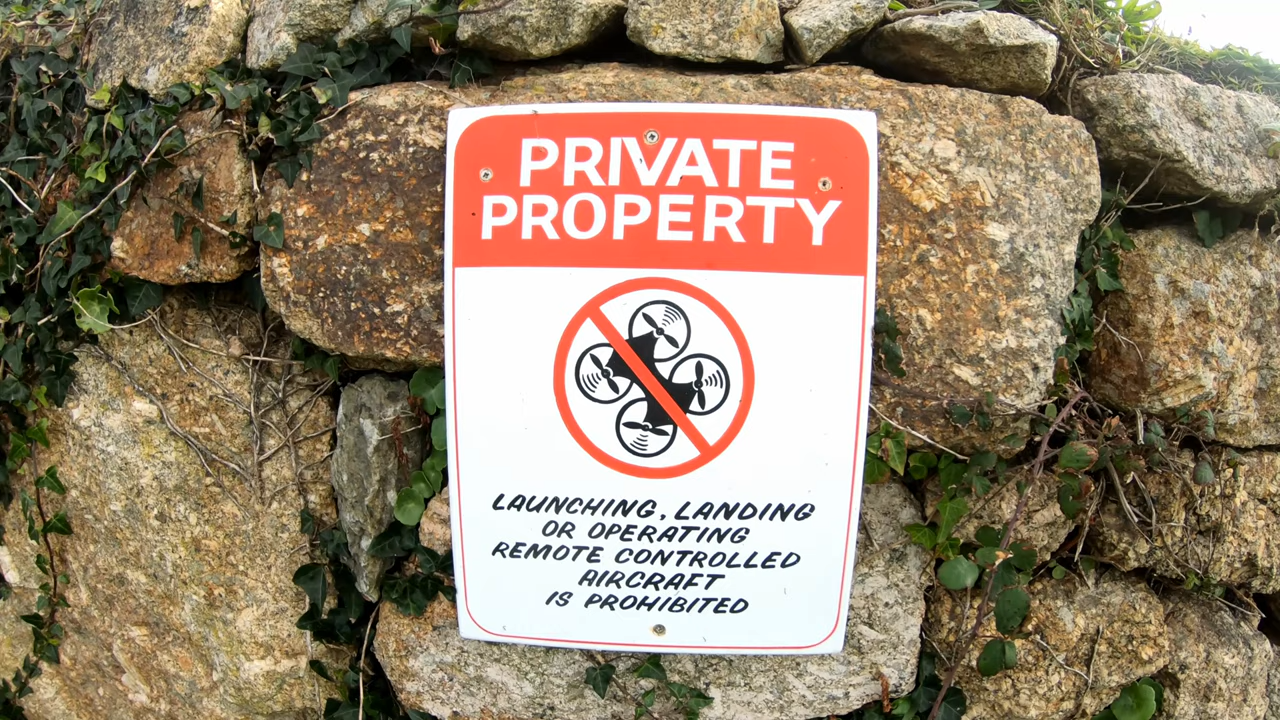 PRIVATE
PROPERTY
LAUNCHING, LANDING
OR OPERATING
REMOTE CONTROLLED
AIRCRAFT
IS PROHIBITED